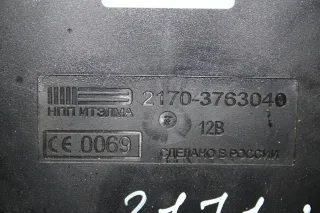 2170-3763040
НПП ИТЭЛМА
12В
CE 0069
СДЕЛАНО В РОССИИ